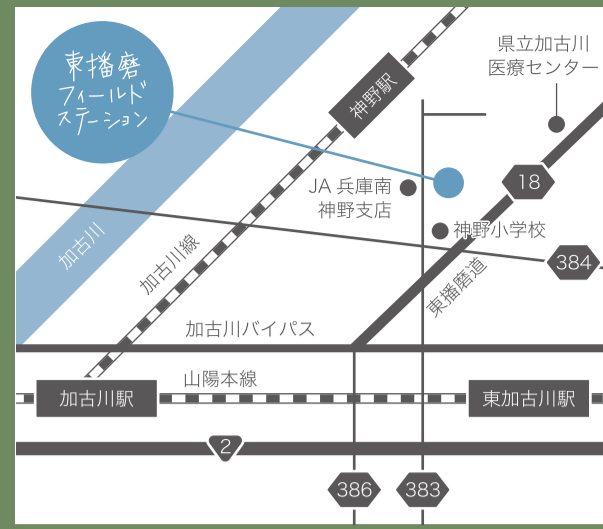 東播磨
フィールド
ステーション
神野駅
県立加古川
医療センター
18
JA 兵庫南
神野支店
神野小学校
384
加古川
加古川線
東播磨道
加古川バイパス
山陽本線
加古川駅
東加古川駅
2
386
383